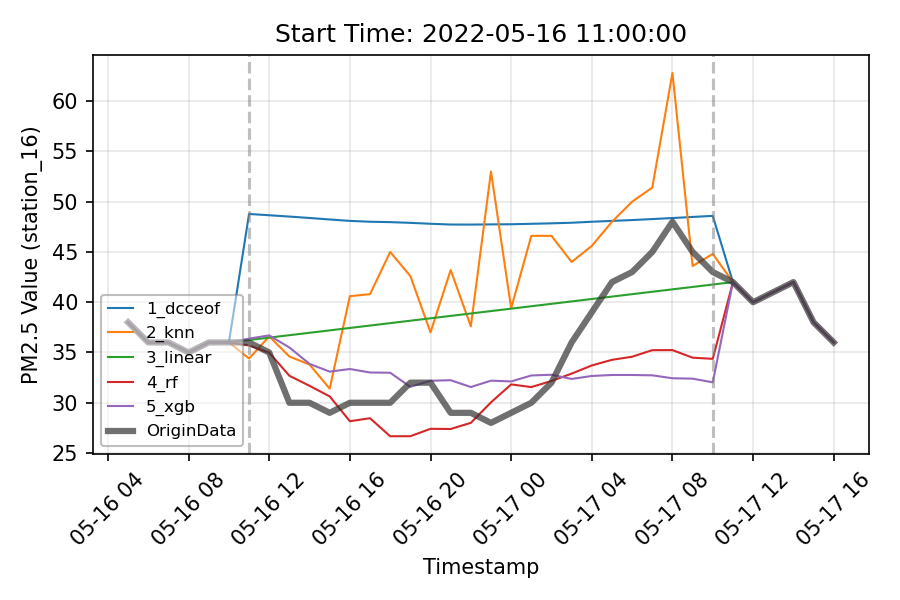 Start Time: 2022-05-16 11:00:00
PM2.5 Value (station_16)
60
55
50
45
40
35
30
25
1_dcceof
2_knn
3_linear
4_rf
5_xgb
OriginData
05-16 04
05-16 08
05-16 12
05-16 16
05-16 20
05-17 00
05-17 04
05-17 08
05-17 12
05-17 16
Timestamp